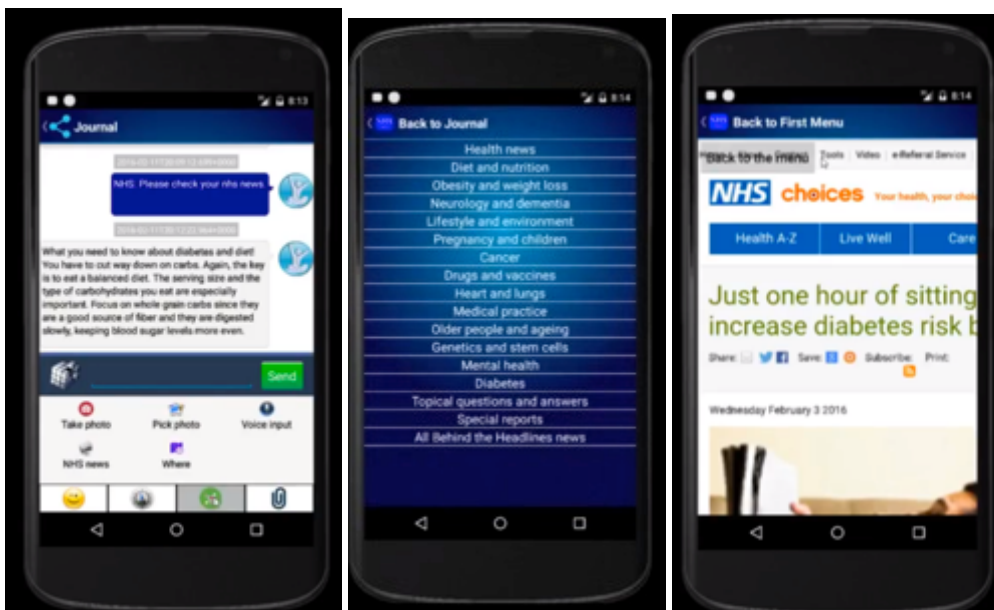 8:13
Journal
NHS: Please check your nhs news.
What you need to know about diabetes and diet!
You have to cut way down on carbs. Again, the key
is to eat a balanced diet. The serving size and the
type of carbohydrates you eat are especially
important. Focus on whole grain carbs since they
are a good source of fiber and they are digested
slowly, keeping blood sugar levels more even.
Send
Take photo
Pick photo
Voice input
NHS news
Where
8:14
Back to Journal
Health news
Diet and nutrition
Obesity and weight loss
Neurology and dementia
Lifestyle and environment
Pregnancy and children
Cancer
Drugs and vaccines
Heart and lungs
Medical practice
Older people and ageing
Genetics and stem cells
Mental health
Diabetes
Topical questions and answers
Special reports
All Behind the Headlines news
8:14
Back to First Menu
Back to the menu
Tools Video e-Referral Service
NHS choices Your health, your
Health A-Z Live Well Care
Just one hour of sitting
increase diabetes risk b
Share: Save: Subscribe: Print:
Wednesday February 3 2016